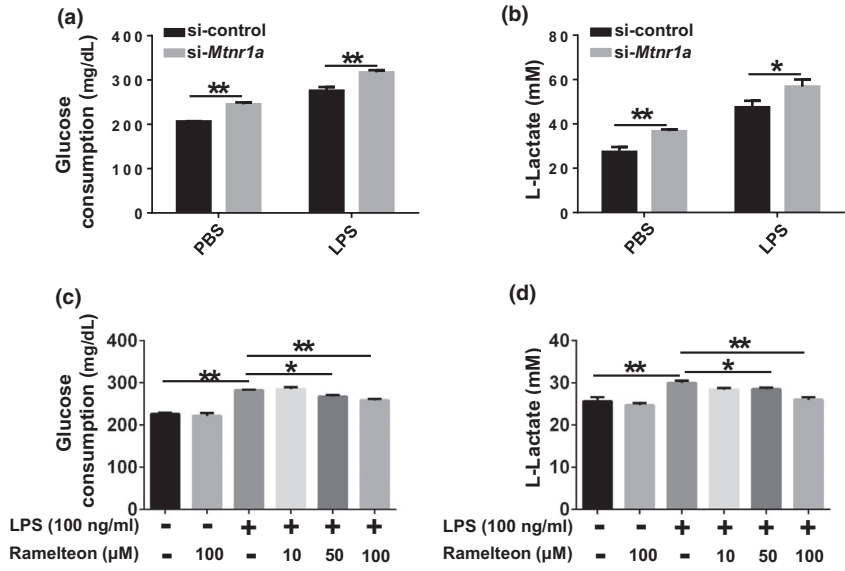 (a)
si-control
si-Mtnr1a
Glucose
consumption (mg/dL)
400
300
200
100
0
**
**
PBS
LPS
(b)
si-control
si-Mtnr1a
L-Lactate (mM)
80
60
40
20
0
**
*
PBS
LPS
(c)
Glucose
consumption (mg/dL)
400
300
200
100
0
**
**
*
LPS (100 ng/ml) - - + + + +
Ramelteon (µM) - 100 - 10 50 100
(d)
L-Lactate (mM)
40
30
20
10
0
**
**
*
LPS (100 ng/ml) - - + + + +
Ramelteon (µM) - 100 - 10 50 100